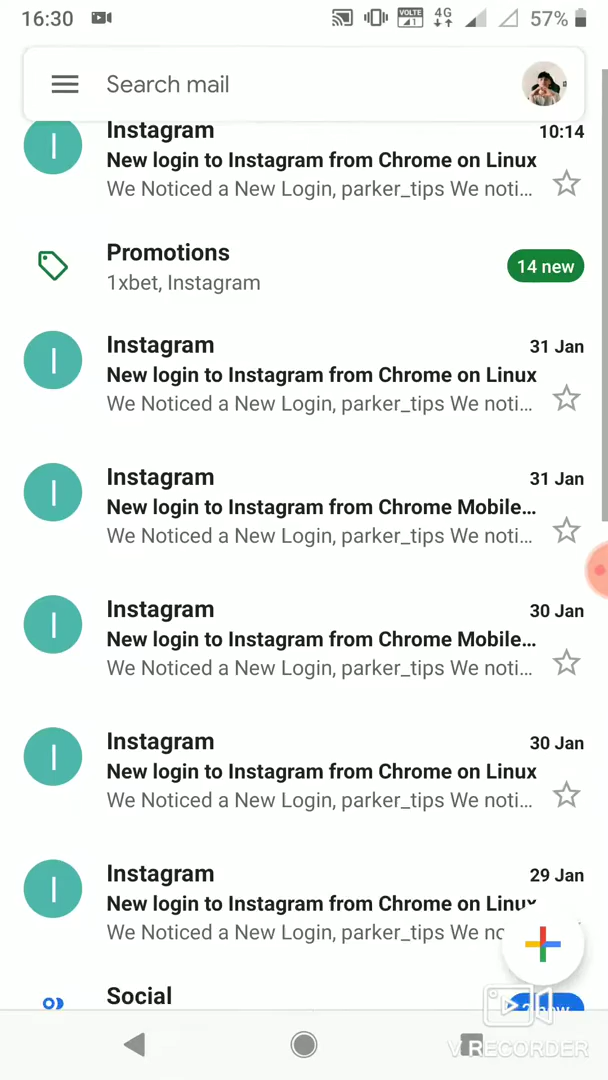 16:30 VOLTE 1 4G 57%
Search mail
I Instagram 10:14
New login to Instagram from Chrome on Linux
We Noticed a New Login, parker_tips We noti...
Promotions 14 new
1xbet, Instagram
I Instagram 31 Jan
New login to Instagram from Chrome on Linux
We Noticed a New Login, parker_tips We noti...
I Instagram 31 Jan
New login to Instagram from Chrome Mobile...
We Noticed a New Login, parker_tips We noti...
I Instagram 30 Jan
New login to Instagram from Chrome Mobile...
We Noticed a New Login, parker_tips We noti...
I Instagram 30 Jan
New login to Instagram from Chrome on Linux
We Noticed a New Login, parker_tips We noti...
I Instagram 29 Jan
New login to Instagram from Chrome on Linux
We Noticed a New Login, parker_tips We no
Social
V RECORDER